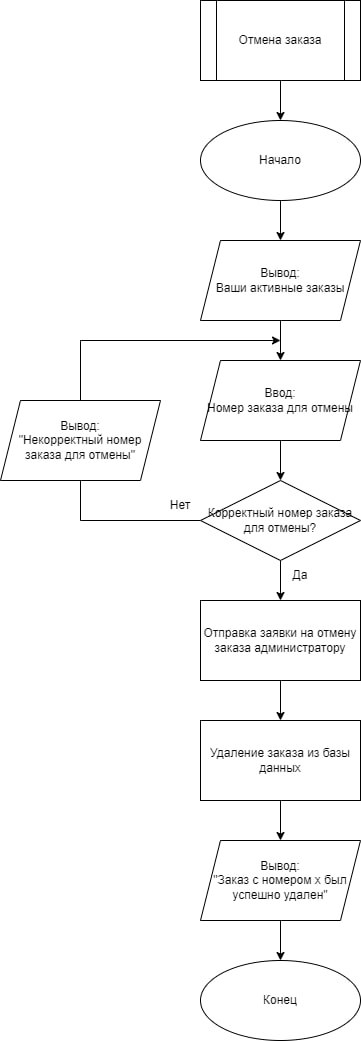 Отмена заказа
Начало
Вывод:
Ваши активные заказы
Ввод:
Номер заказа для отмены
Вывод:
"Некорректный номер
заказа для отмены"
Нет
Корректный номер заказа
для отмены?
Да
Отправка заявки на отмену
заказа администратору
Удаление заказа из базы
данных
Вывод:
"Заказ с номером x был
успешно удален"
Конец